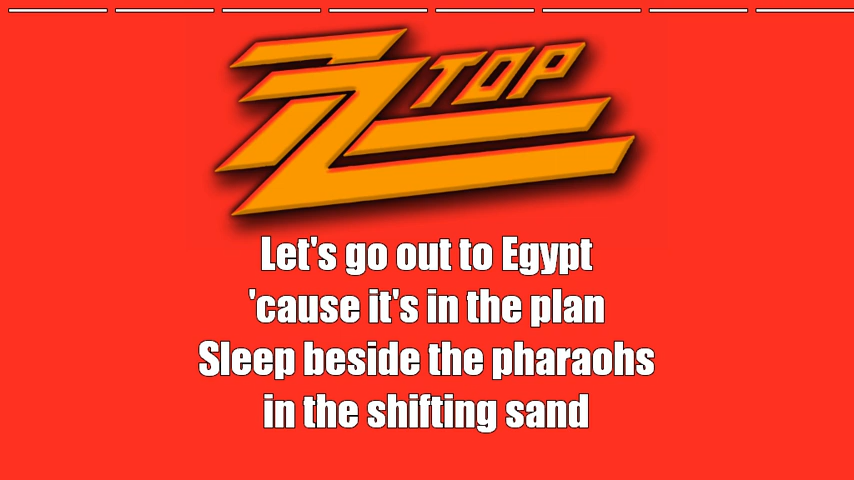 ZZ TOP
Let's go out to Egypt
'cause it's in the plan
Sleep beside the pharaohs
in the shifting sand